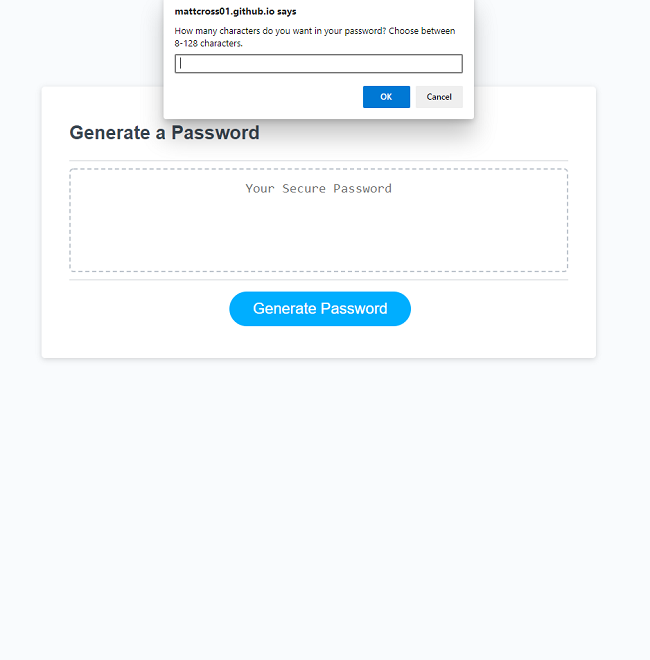 mattcross01.github.io says
How many characters do you want in your password? Choose between
8-128 characters.
OK
Cancel
Generate a Password
Your Secure Password
Generate Password